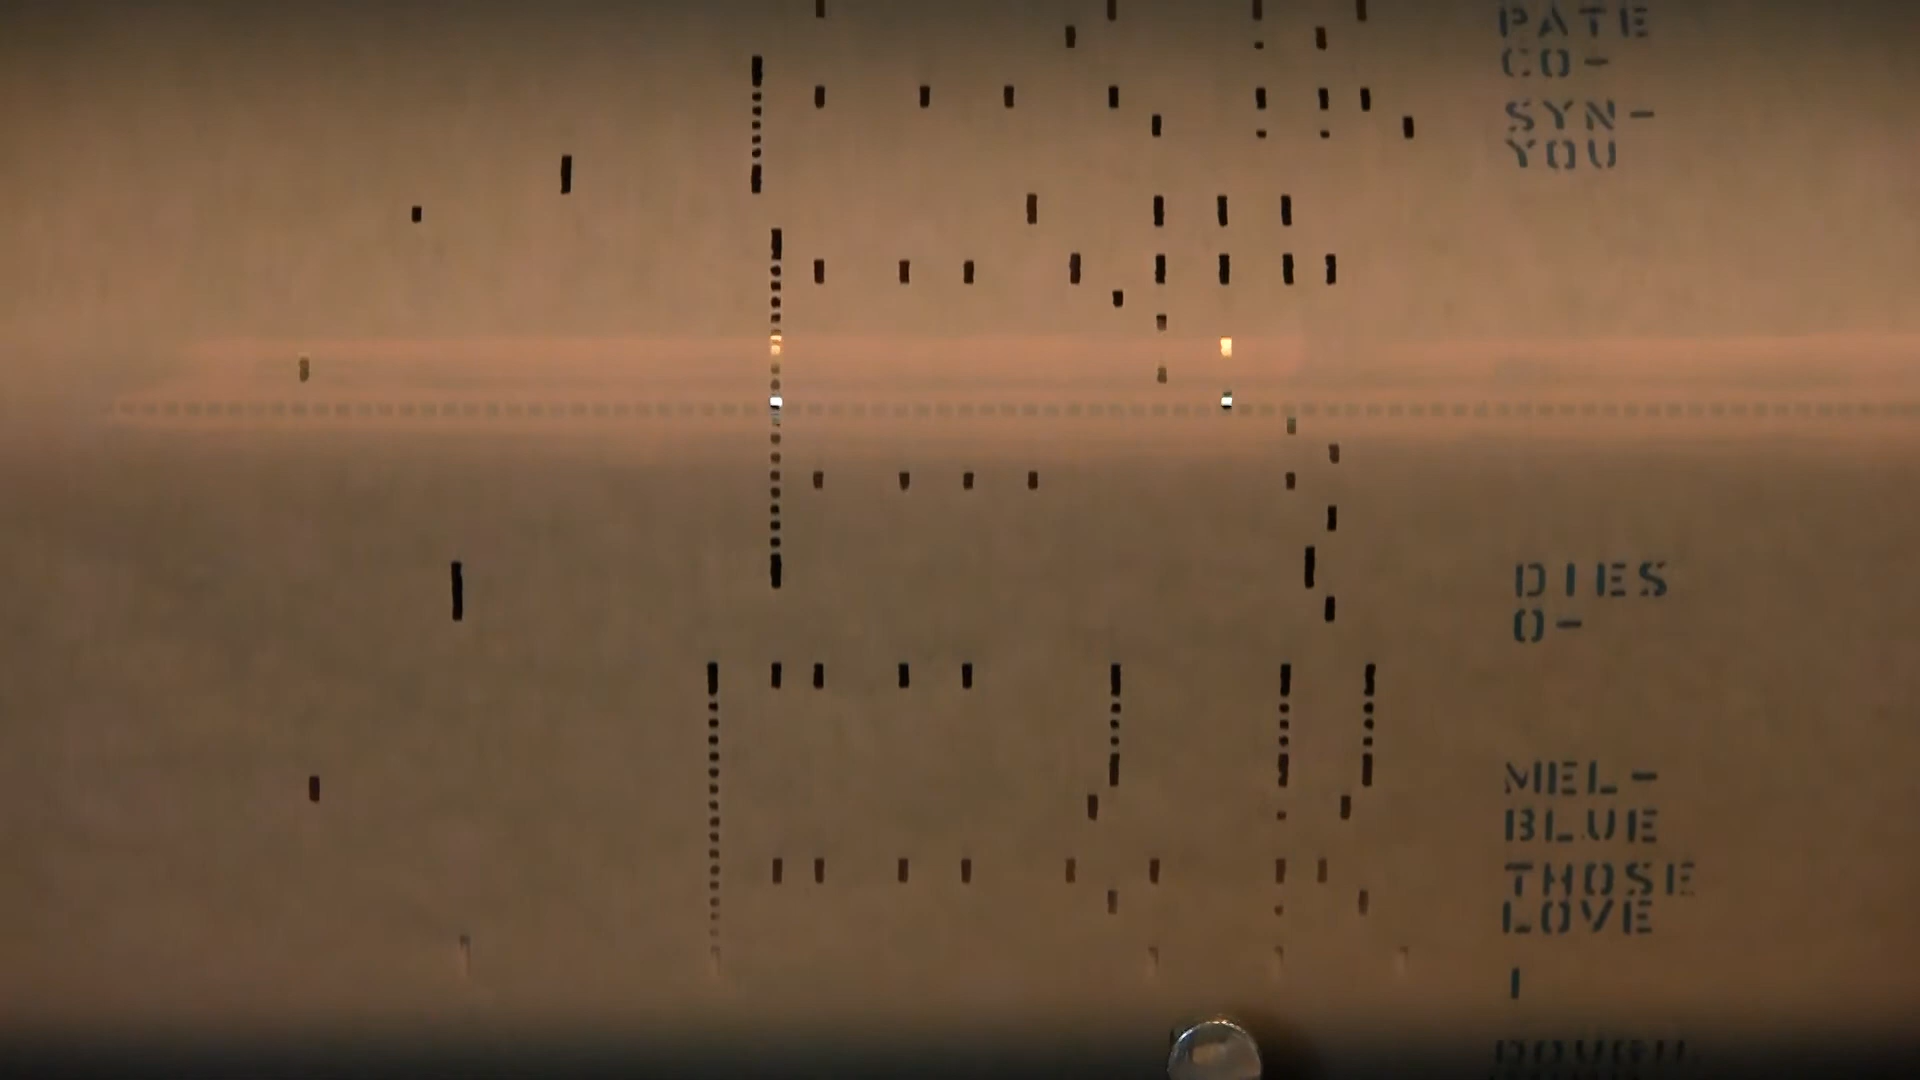 PATE
CO-
SYN-
YOU
DIES
O-
MEL-
BLUE
THOSE
LOVE
I